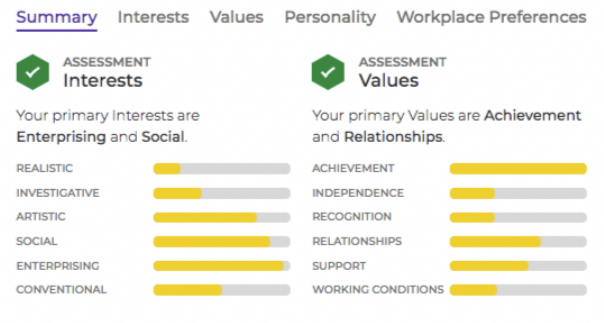 Summary Interests Values Personality Workplace Preferences
ASSESSMENT
Interests
Your primary Interests are
Enterprising and Social.
REALISTIC
INVESTIGATIVE
ARTISTIC
SOCIAL
ENTERPRISING
CONVENTIONAL
ASSESSMENT
Values
Your primary Values are Achievement
and Relationships.
ACHIEVEMENT
INDEPENDENCE
RECOGNITION
RELATIONSHIPS
SUPPORT
WORKING CONDITIONS